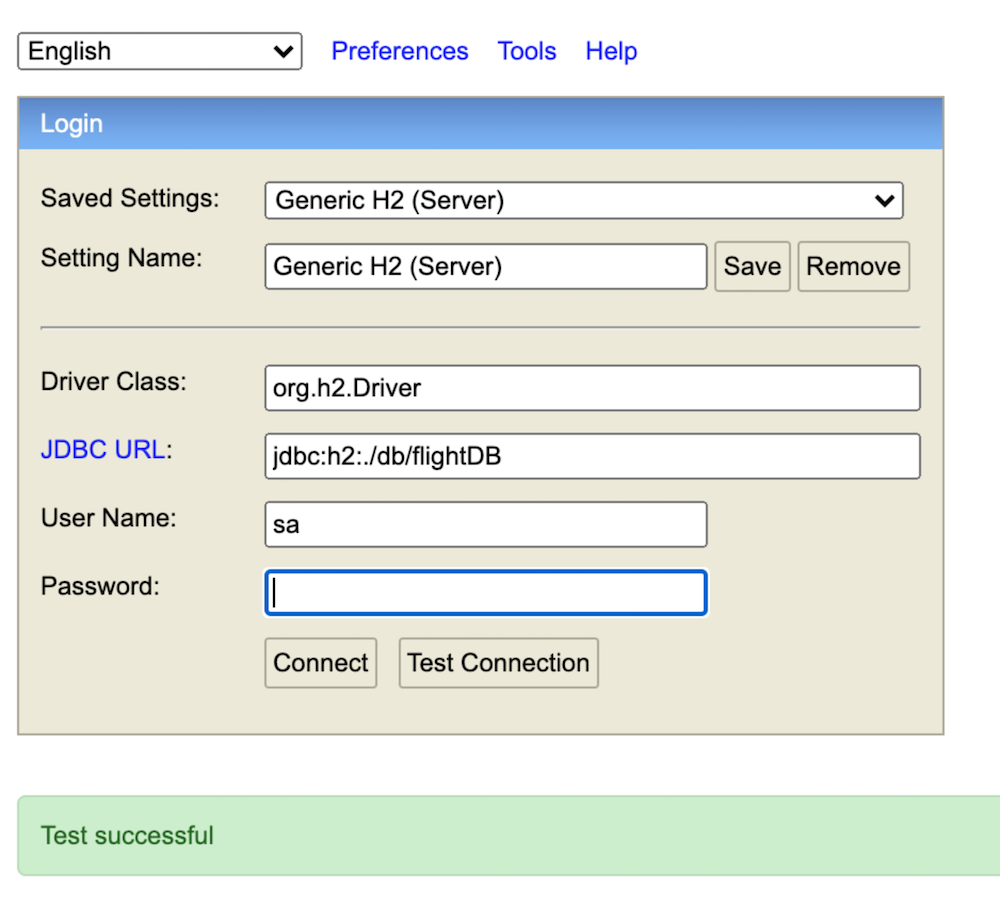 English Preferences Tools Help
Login
Saved Settings: Generic H2 (Server)
Setting Name: Generic H2 (Server) Save Remove
Driver Class: org.h2.Driver
JDBC URL: jdbc:h2:./db/flightDB
User Name: sa
Password:
Connect Test Connection
Test successful